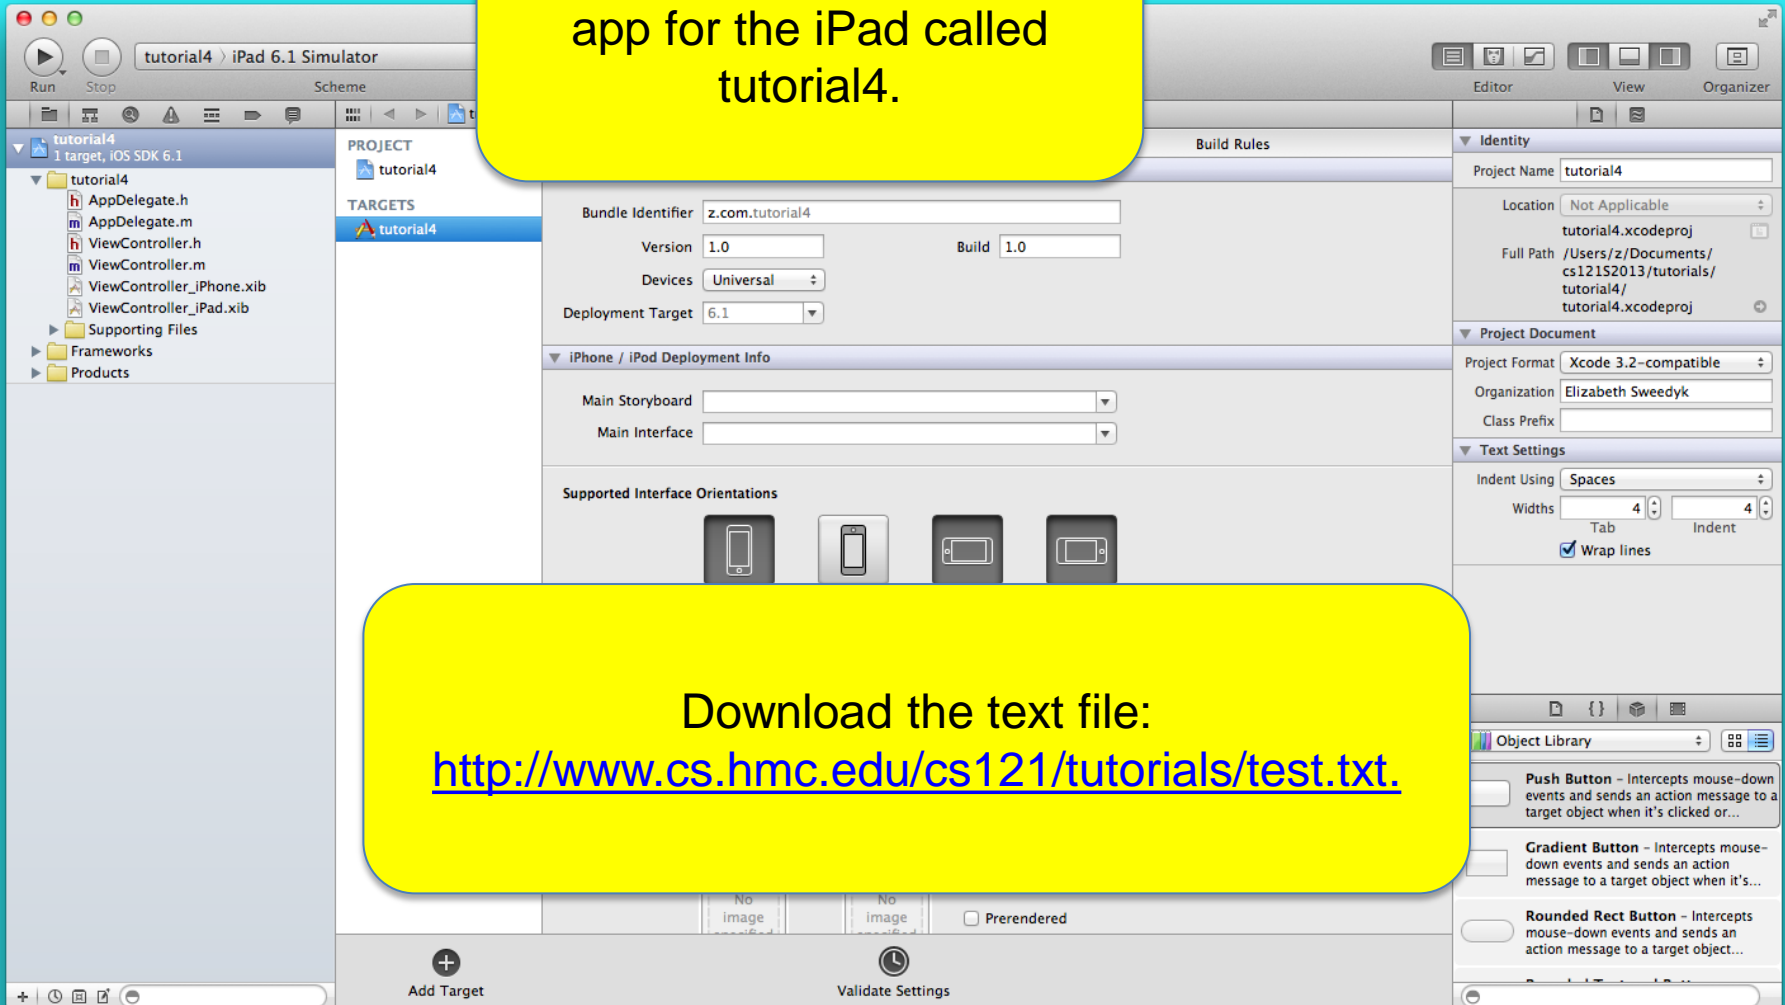 app for the iPad called
tutorial4.
tutorial4 › iPad 6.1 Simulator
Run
Stop
Scheme
Editor
View
Organizer
tutorial4
1 target, iOS SDK 6.1
tutorial4
AppDelegate.h
AppDelegate.m
ViewController.h
ViewController.m
ViewController_iPhone.xib
ViewController_iPad.xib
Supporting Files
Frameworks
Products
PROJECT
tutorial4
TARGETS
tutorial4
Build Rules
Bundle Identifier z.com.tutorial4
Version 1.0 Build 1.0
Devices Universal
Deployment Target 6.1
iPhone / iPod Deployment Info
Main Storyboard
Main Interface
Supported Interface Orientations
Download the text file:
http://www.cs.hmc.edu/cs121/tutorials/test.txt.
No
image
specified
No
image
specified
Prerendered
Add Target
Validate Settings
Identity
Project Name tutorial4
Location Not Applicable
tutorial4.xcodeproj
Full Path /Users/z/Documents/
cs121S2013/tutorials/
tutorial4/
tutorial4.xcodeproj
Project Document
Project Format Xcode 3.2-compatible
Organization Elizabeth Sweedyk
Class Prefix
Text Settings
Indent Using Spaces
Widths 4 4
Tab Indent
Wrap lines
Object Library
Push Button - Intercepts mouse-down
events and sends an action message to a
target object when it's clicked or...
Gradient Button - Intercepts mouse-
down events and sends an action
message to a target object when it's...
Rounded Rect Button - Intercepts
mouse-down events and sends an
action message to a target object...